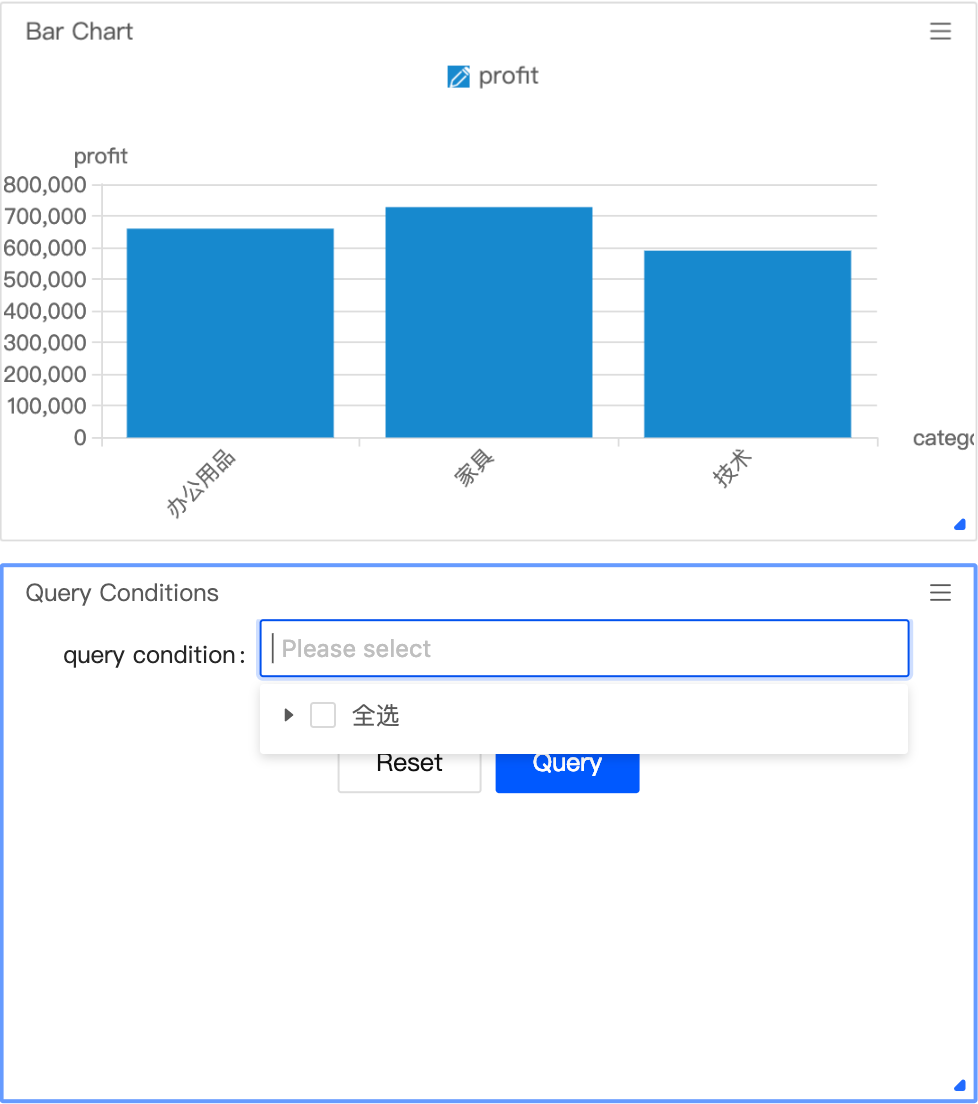 Bar Chart
profit
profit
800,000
700,000
600,000
500,000
400,000
300,000
200,000
100,000
0
办公用品
家具
技术
catego
Query Conditions
query condition:
Please select
全选
Reset
Query